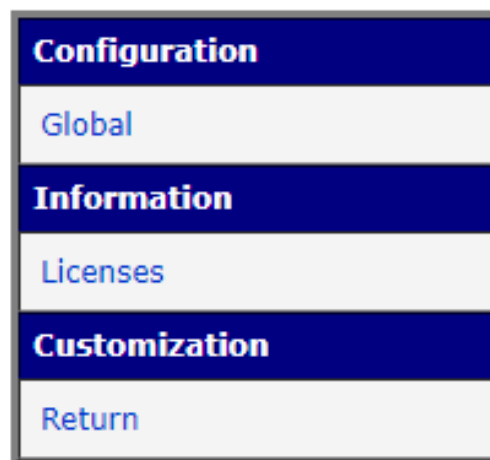 Configuration
Global
Information
Licenses
Customization
Return